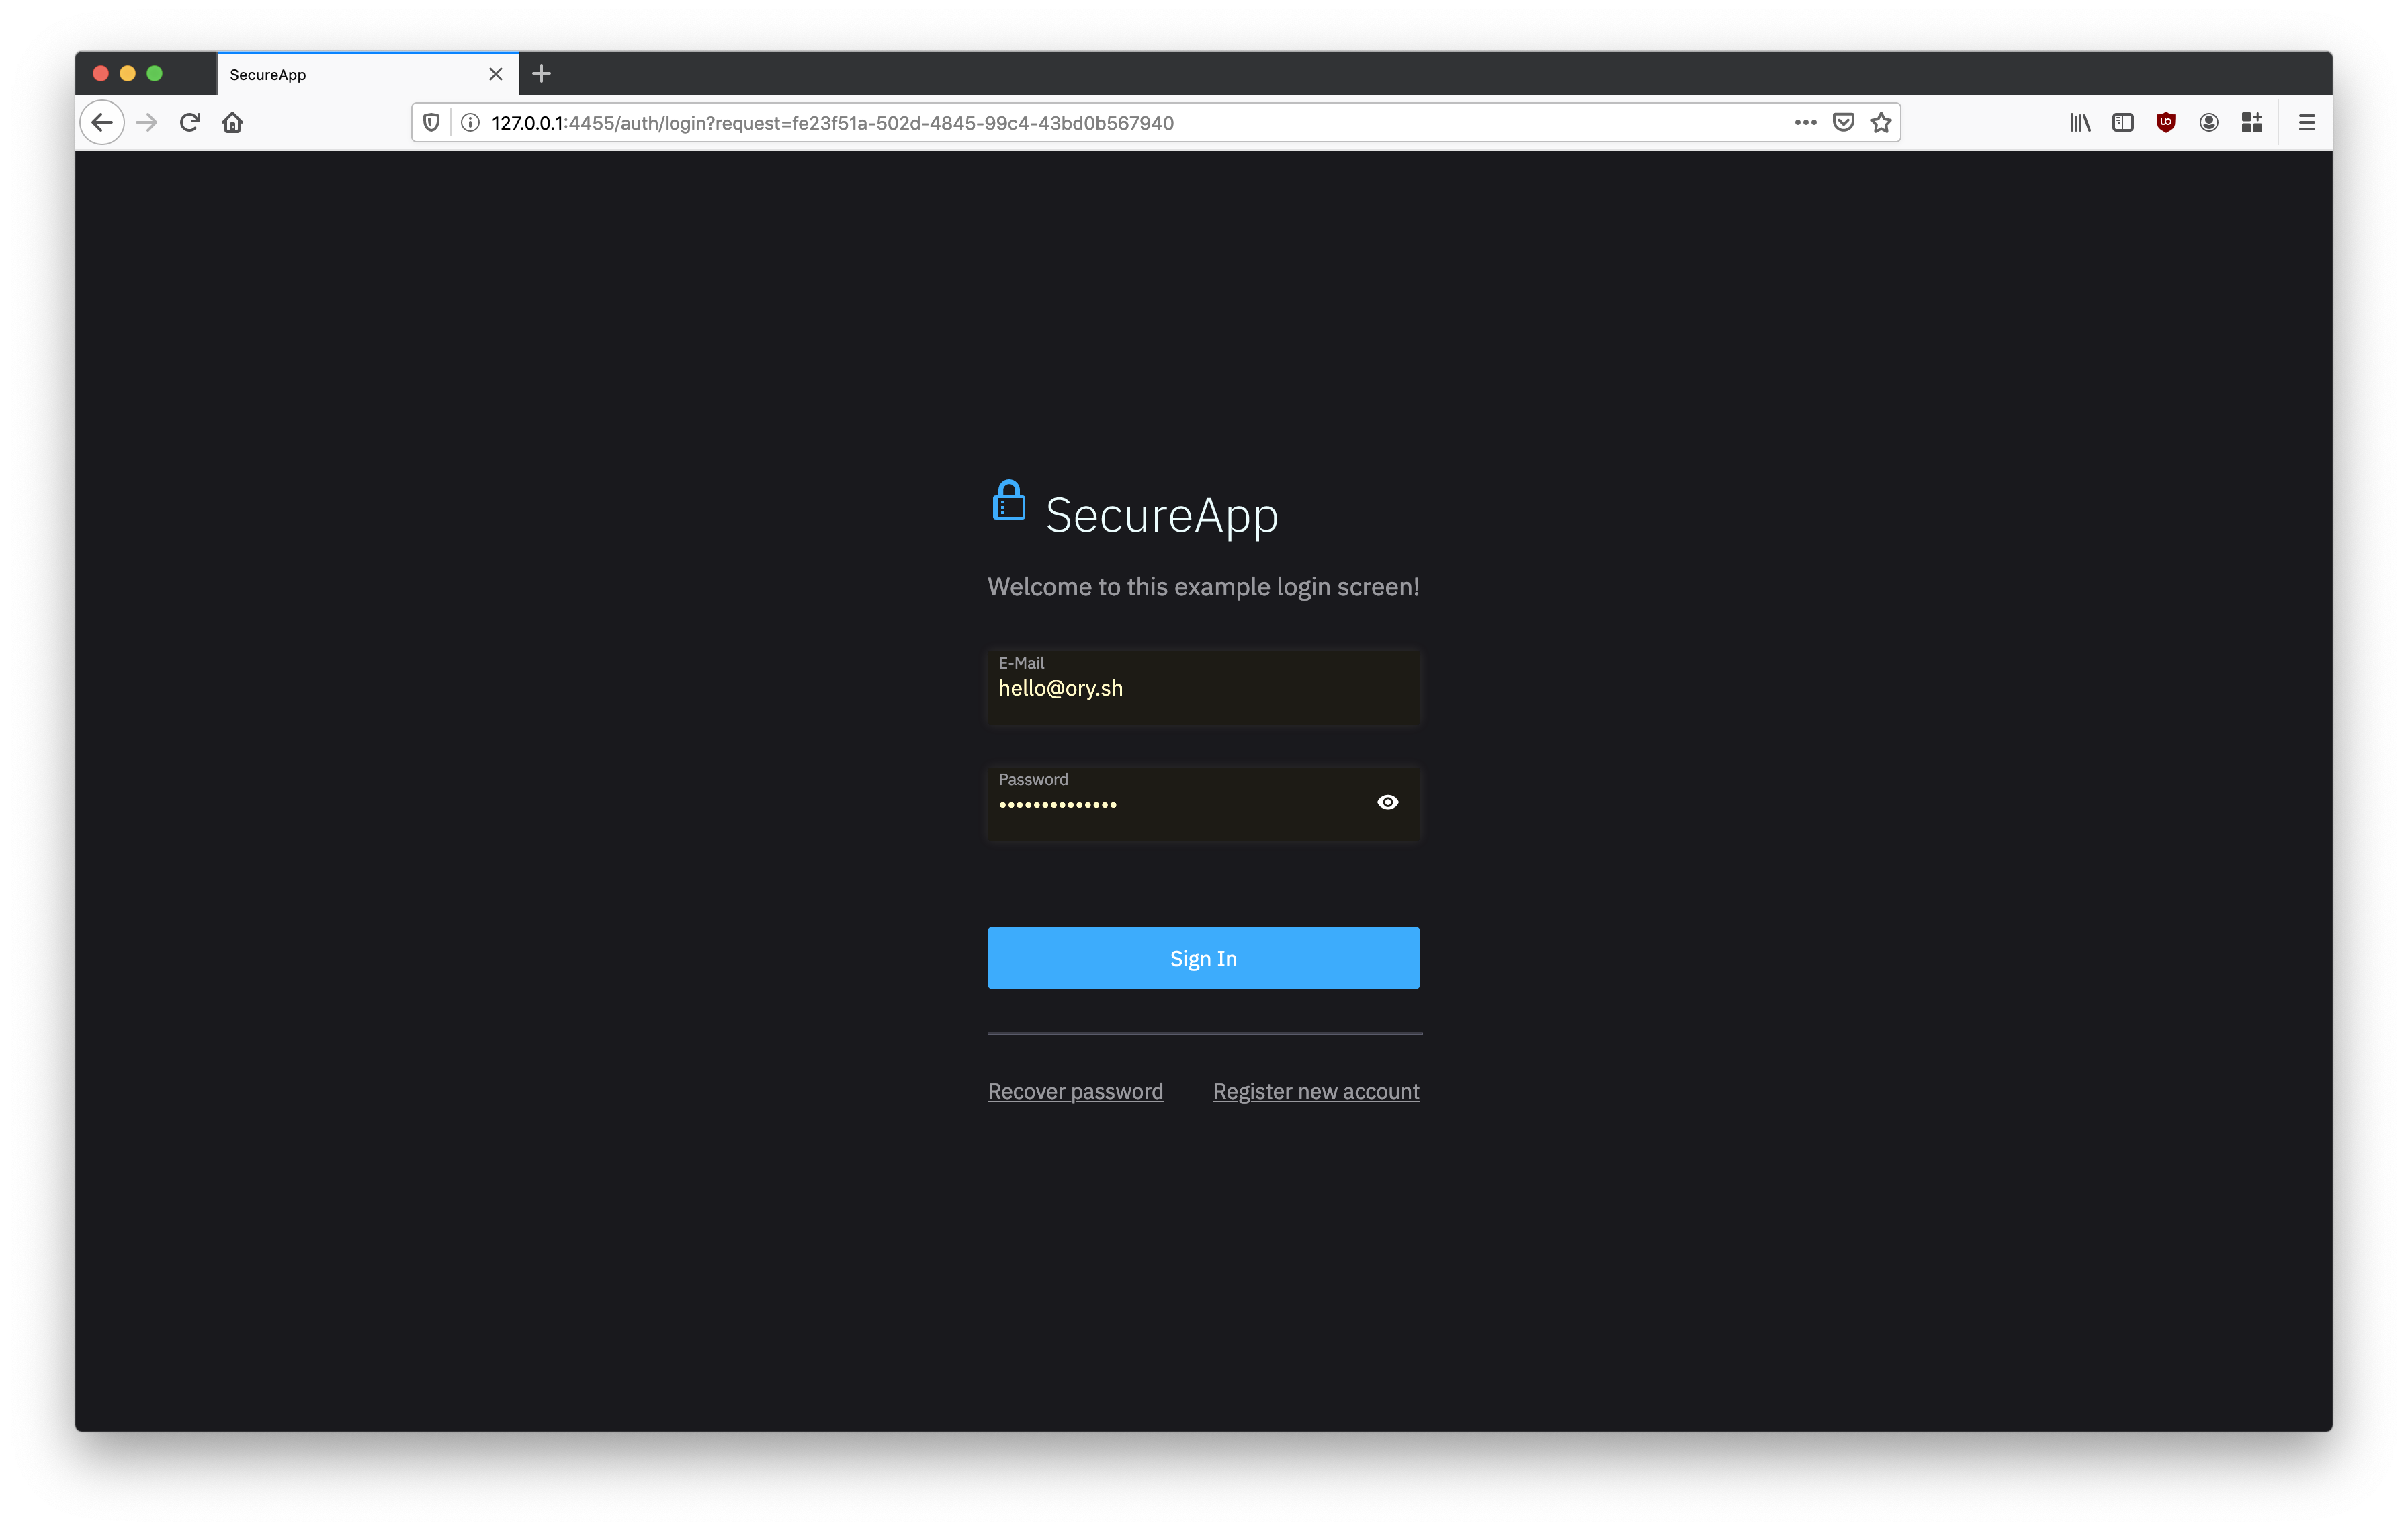 SecureApp
127.0.0.1:4455/auth/login?request=fe23f51a-502d-4845-99c4-43bd0b567940
SecureApp
Welcome to this example login screen!
E-Mail
hello@ory.sh
Password
••••••••••••••
Sign In
Recover password
Register new account